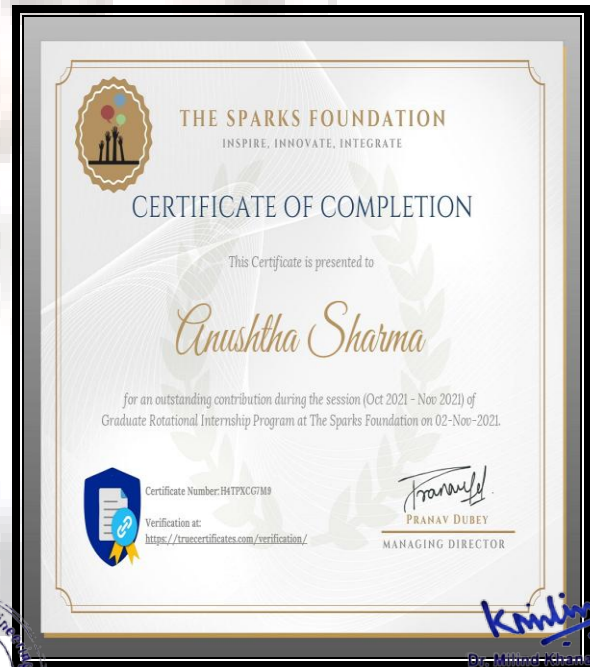 THE SPARKS FOUNDATION
INSPIRE, INNOVATE, INTEGRATE
CERTIFICATE OF COMPLETION
This Certificate is presented to
Anushtha Sharma
for an outstanding contribution during the session (Oct 2021 - Nov 2021) of
Graduate Rotational Internship Program at The Sparks Foundation on 02-Nov-2021.
Certificate Number: H4TPXCG7M9
Verification at:
https://truecertificates.com/verification/
PRANAV DUBEY
MANAGING DIRECTOR
Dr. Milind